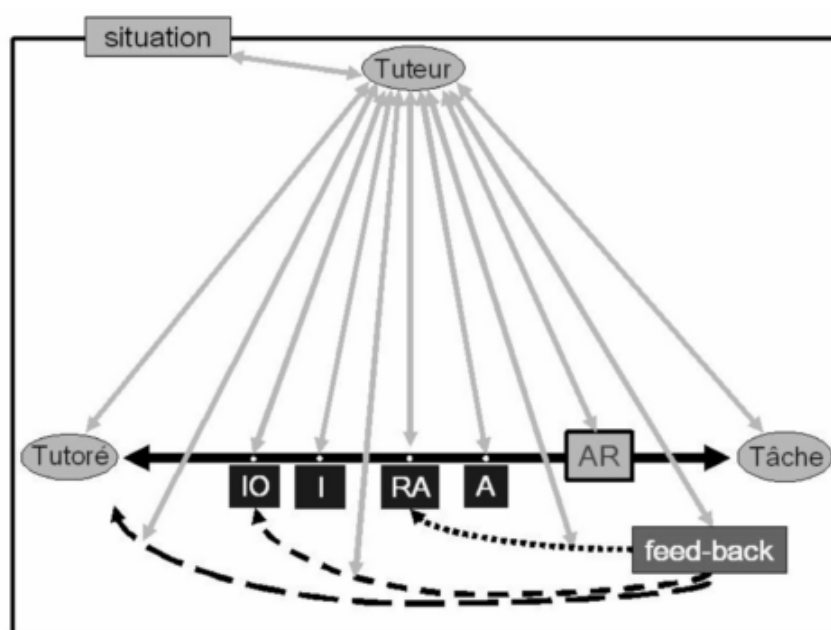 situation
Tuteur
Tutoré
IO
I
RA
A
AR
Tâche
feed-back